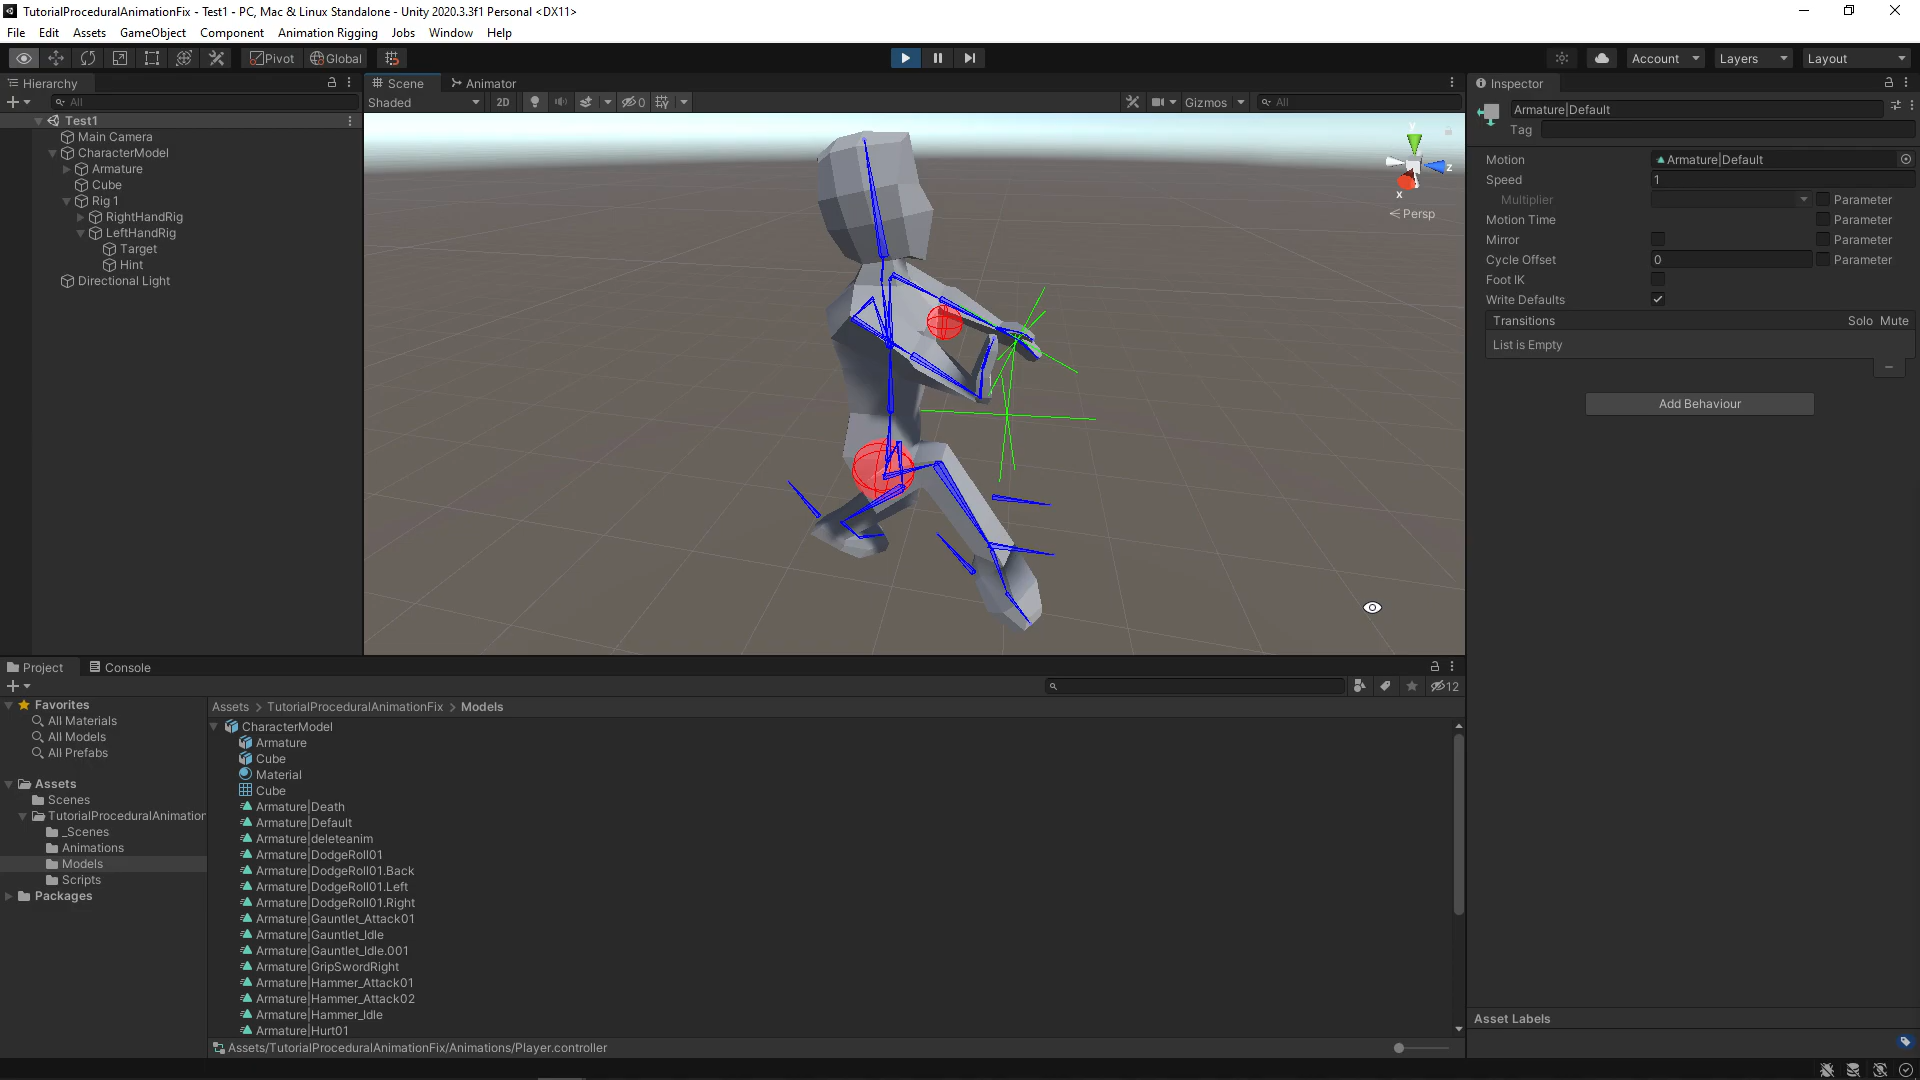 TutorialProceduralAnimationFix - Test1 - PC, Mac & Linux Standalone - Unity 2020.3.3f1 Personal <DX11>
File Edit Assets GameObject Component Animation Rigging Jobs Window Help
Pivot Global Account Layers Layout
Hierarchy
All
Test1
Main Camera
CharacterModel
Armature
Cube
Rig 1
RightHandRig
LeftHandRig
Target
Hint
Directional Light
Scene Animator
Shaded 2D 0 Gizmos All
y
z
x
Persp
Inspector
Armature|Default
Tag
Motion Armature|Default
Speed 1
Multiplier Parameter
Motion Time Parameter
Mirror Parameter
Cycle Offset 0 Parameter
Foot IK
Write Defaults
Transitions Solo Mute
List is Empty
Add Behaviour
Asset Labels
Project Console
12
Favorites
All Materials
All Models
All Prefabs
Assets
Scenes
TutorialProceduralAnimation
_Scenes
Animations
Models
Scripts
Packages
Assets > TutorialProceduralAnimationFix > Models
CharacterModel
Armature
Cube
Material
Cube
Armature|Death
Armature|Default
Armature|deleteanim
Armature|DodgeRoll01
Armature|DodgeRoll01.Back
Armature|DodgeRoll01.Left
Armature|DodgeRoll01.Right
Armature|Gauntlet_Attack01
Armature|Gauntlet_Idle
Armature|Gauntlet_Idle.001
Armature|GripSwordRight
Armature|Hammer_Attack01
Armature|Hammer_Attack02
Armature|Hammer_Idle
Armature|Hurt01
Assets/TutorialProceduralAnimationFix/Animations/Player.controller